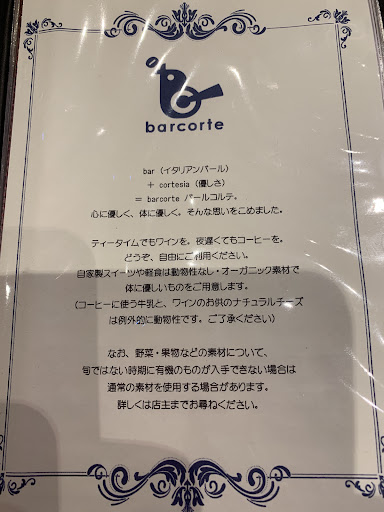 barcorte
bar（イタリアンバール）
＋ cortesia（優しさ）
＝ barcorte バールコルテ。
心に優しく、体に優しく。そんな思いをこめました。
ティータイムでもワインを。夜遅くてもコーヒーを。
どうぞ、自由にご利用ください。
自家製スイーツや軽食は動物性なし・オーガニック素材で
体に優しいものをご用意します。
（コーヒーに使う牛乳と、ワインのお供のナチュラルチーズ
は例外的に動物性です。ご了承ください）
なお、野菜・果物などの素材について、
旬ではない時期に有機のものが入手できない場合は
通常の素材を使用する場合があります。
詳しくは店主までお尋ねください。